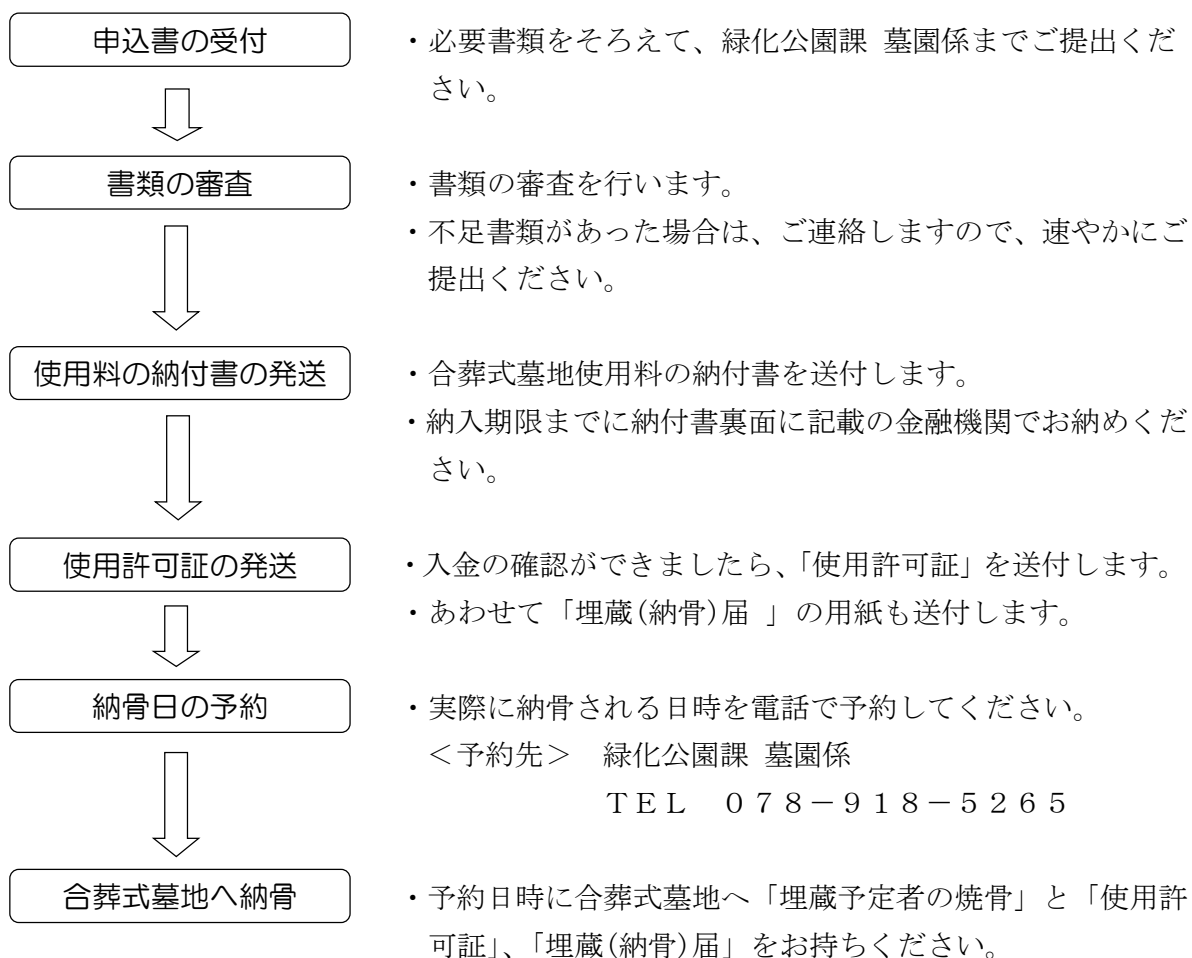 申込書の受付
・必要書類をそろえて、緑化公園課 墓園係までご提出くだ
さい。
書類の審査
・書類の審査を行います。
・不足書類があった場合は、ご連絡しますので、速やかにご
提出ください。
使用料の納付書の発送
・合葬式墓地使用料の納付書を送付します。
・納入期限までに納付書裏面に記載の金融機関でお納めくだ
さい。
使用許可証の発送
・入金の確認ができましたら、「使用許可証」を送付します。
・あわせて「埋蔵(納骨)届 」の用紙も送付します。
納骨日の予約
・実際に納骨される日時を電話で予約してください。
＜予約先＞　緑化公園課 墓園係
ＴＥＬ　０７８－９１８－５２６５
合葬式墓地へ納骨
・予約日時に合葬式墓地へ「埋蔵予定者の焼骨」と「使用許
可証」、「埋蔵(納骨)届」をお持ちください。